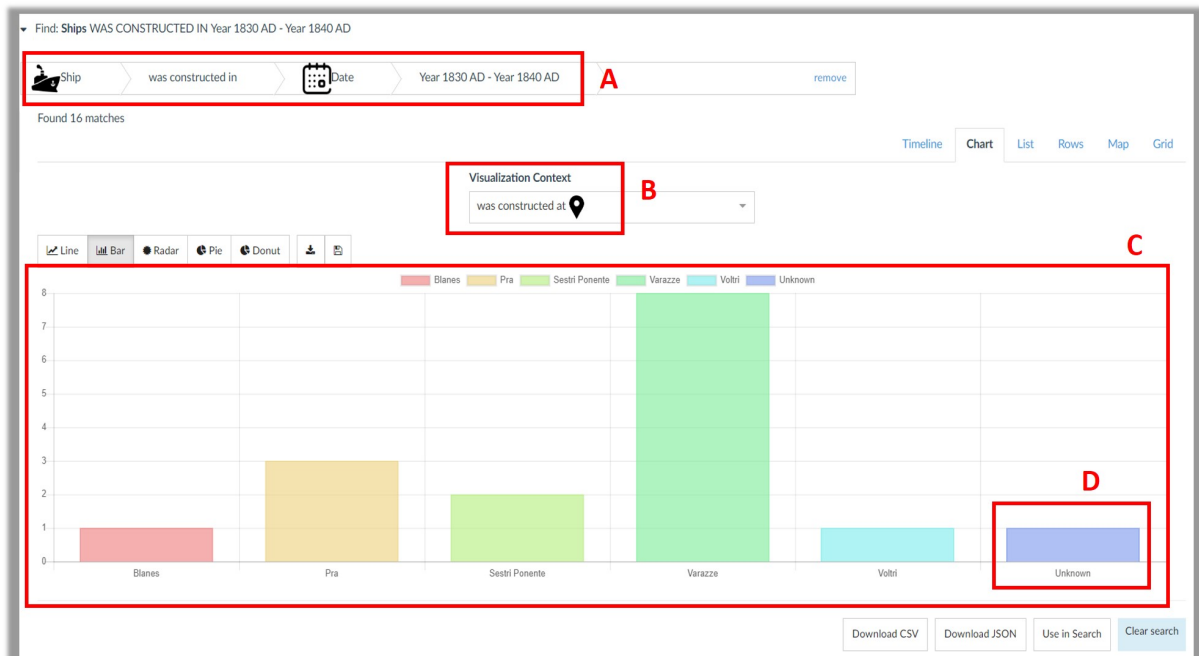 Find: Ships WAS CONSTRUCTED IN Year 1830 AD - Year 1840 AD
Ship was constructed in Date Year 1830 AD - Year 1840 AD remove
A
Found 16 matches
Timeline Chart List Rows Map Grid
Visualization Context
was constructed at
B
Line Bar Radar Pie Donut
C
Blanes Pra Sestri Ponente Varazze Voltri Unknown
8
7
6
5
4
3
2
1
0
D
Blanes Pra Sestri Ponente Varazze Voltri Unknown
Download CSV Download JSON Use in Search Clear search